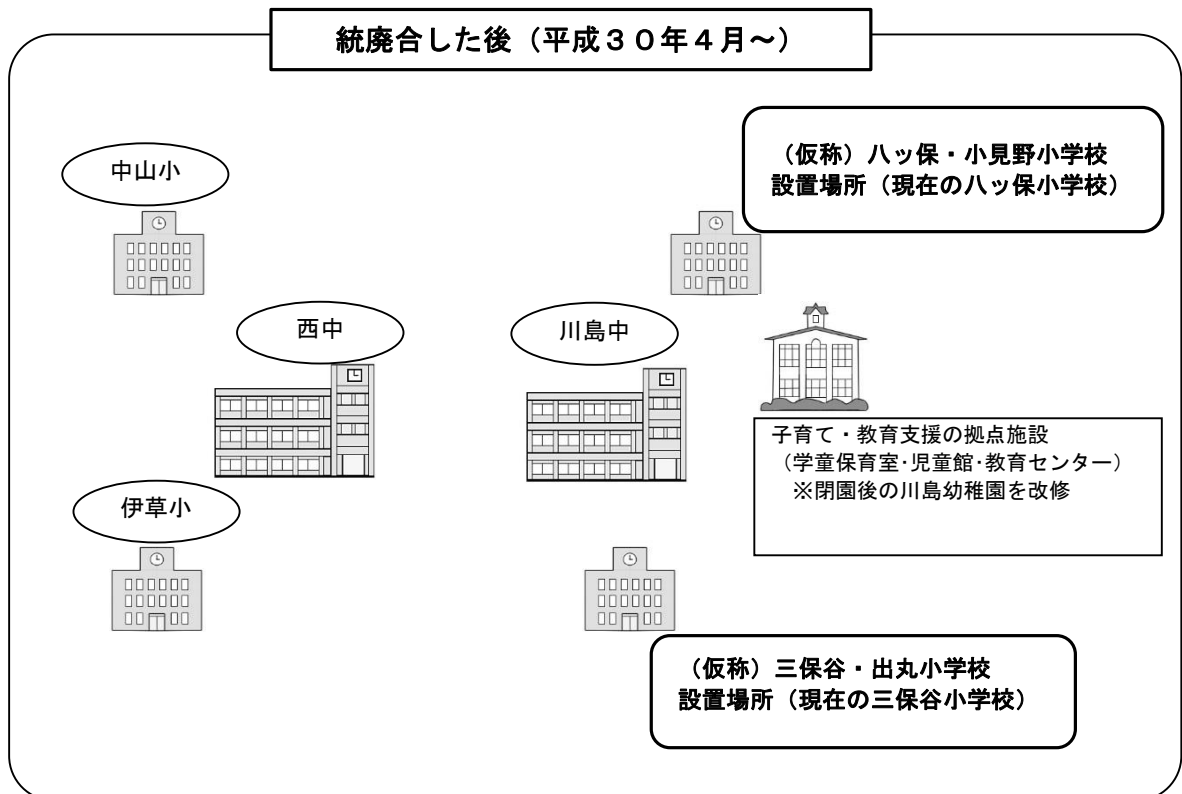 統廃合した後（平成３０年４月～）
中山小
（仮称）八ッ保・小見野小学校
設置場所（現在の八ッ保小学校）
西中
川島中
子育て・教育支援の拠点施設
（学童保育室･児童館･教育センター）
※閉園後の川島幼稚園を改修
伊草小
（仮称）三保谷・出丸小学校
設置場所（現在の三保谷小学校）